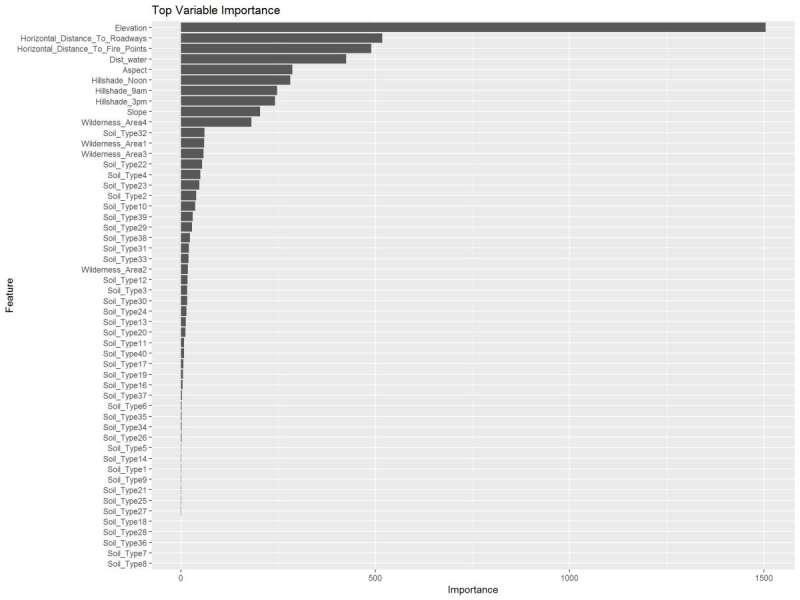 Top Variable Importance
Elevation
Horizontal_Distance_To_Roadways
Horizontal_Distance_To_Fire_Points
Dist_water
Aspect
Hillshade_Noon
Hillshade_9am
Hillshade_3pm
Slope
Wilderness_Area4
Soil_Type32
Wilderness_Area1
Wilderness_Area3
Soil_Type22
Soil_Type4
Soil_Type23
Soil_Type2
Soil_Type10
Soil_Type39
Soil_Type29
Soil_Type38
Soil_Type31
Soil_Type33
Wilderness_Area2
Soil_Type12
Soil_Type3
Soil_Type30
Soil_Type24
Soil_Type13
Soil_Type20
Soil_Type11
Soil_Type40
Soil_Type17
Soil_Type19
Soil_Type16
Soil_Type37
Soil_Type6
Soil_Type35
Soil_Type34
Soil_Type26
Soil_Type5
Soil_Type14
Soil_Type1
Soil_Type9
Soil_Type21
Soil_Type25
Soil_Type27
Soil_Type18
Soil_Type28
Soil_Type36
Soil_Type7
Soil_Type8
Feature
0 500 1000 1500
Importance